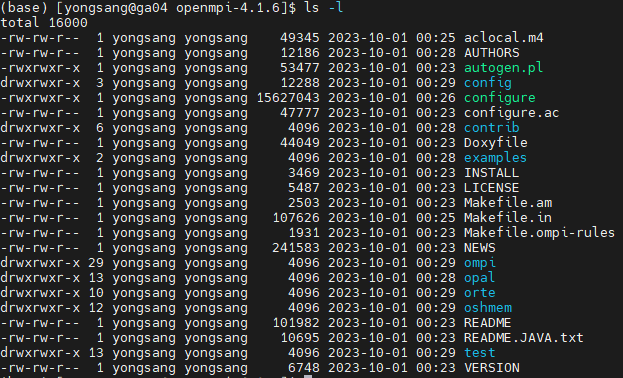 (base) [yongsang@ga04 openmpi-4.1.6]$ ls -l
total 16000
-rw-rw-r--  1 yongsang yongsang    49345 2023-10-01 00:25 aclocal.m4
-rw-rw-r--  1 yongsang yongsang    12186 2023-10-01 00:28 AUTHORS
-rwxrwxr-x  1 yongsang yongsang    53477 2023-10-01 00:23 autogen.pl
drwxrwxr-x  3 yongsang yongsang    12288 2023-10-01 00:29 config
-rwxrwxr-x  1 yongsang yongsang 15627043 2023-10-01 00:26 configure
-rw-rw-r--  1 yongsang yongsang    47777 2023-10-01 00:23 configure.ac
drwxrwxr-x  6 yongsang yongsang     4096 2023-10-01 00:28 contrib
-rw-rw-r--  1 yongsang yongsang    44049 2023-10-01 00:23 Doxyfile
drwxrwxr-x  2 yongsang yongsang     4096 2023-10-01 00:28 examples
-rw-rw-r--  1 yongsang yongsang     3469 2023-10-01 00:23 INSTALL
-rw-rw-r--  1 yongsang yongsang     5487 2023-10-01 00:23 LICENSE
-rw-rw-r--  1 yongsang yongsang     2503 2023-10-01 00:23 Makefile.am
-rw-rw-r--  1 yongsang yongsang   107626 2023-10-01 00:25 Makefile.in
-rw-rw-r--  1 yongsang yongsang     1931 2023-10-01 00:23 Makefile.ompi-rules
-rw-rw-r--  1 yongsang yongsang   241583 2023-10-01 00:23 NEWS
drwxrwxr-x 29 yongsang yongsang     4096 2023-10-01 00:29 ompi
drwxrwxr-x 13 yongsang yongsang     4096 2023-10-01 00:28 opal
drwxrwxr-x 10 yongsang yongsang     4096 2023-10-01 00:29 orte
drwxrwxr-x 12 yongsang yongsang     4096 2023-10-01 00:29 oshmem
-rw-rw-r--  1 yongsang yongsang   101982 2023-10-01 00:23 README
-rw-rw-r--  1 yongsang yongsang    10695 2023-10-01 00:23 README.JAVA.txt
drwxrwxr-x 13 yongsang yongsang     4096 2023-10-01 00:29 test
-rw-rw-r--  1 yongsang yongsang     6748 2023-10-01 00:23 VERSION